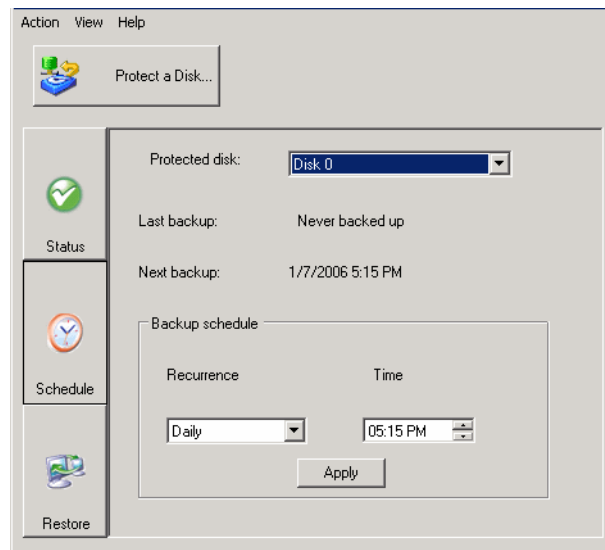 Action View Help
Protect a Disk...
Protected disk: Disk 0
Status
Last backup: Never backed up
Next backup: 1/7/2006 5:15 PM
Backup schedule
Recurrence Time
Schedule
Daily 05:15 PM
Apply
Restore